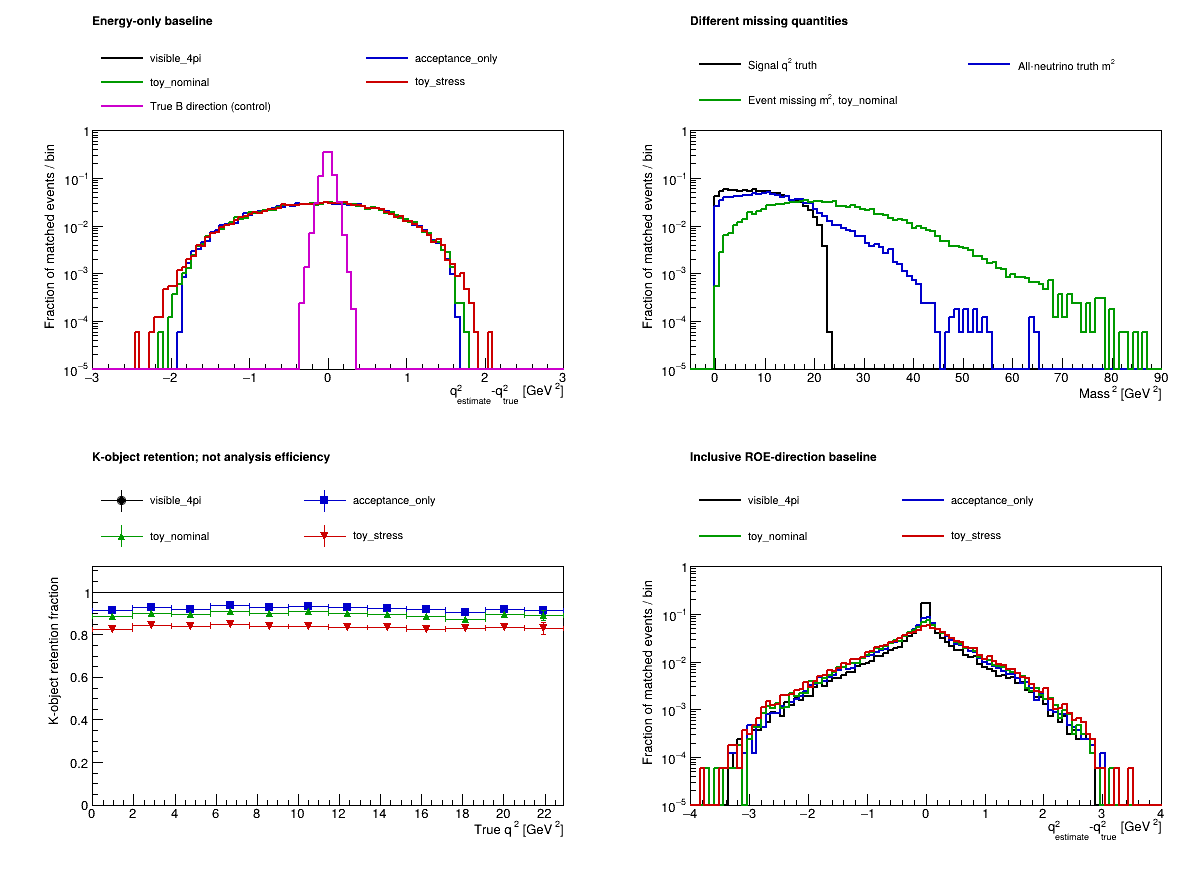 Energy-only baseline
visible_4pi
acceptance_only
toy_nominal
toy_stress
True B direction (control)
Fraction of matched events / bin
1
10⁻¹
10⁻²
10⁻³
10⁻⁴
10⁻⁵
−3 −2 −1 0 1 2 3
q²estimate-q²true [GeV²]
Different missing quantities
Signal q² truth
All-neutrino truth m²
Event missing m², toy_nominal
Fraction of matched events / bin
1
10⁻¹
10⁻²
10⁻³
10⁻⁴
10⁻⁵
0 10 20 30 40 50 60 70 80 90
Mass² [GeV²]
K-object retention; not analysis efficiency
visible_4pi
acceptance_only
toy_nominal
toy_stress
K-object retention fraction
1
0.8
0.6
0.4
0.2
0
0 2 4 6 8 10 12 14 16 18 20 22
True q² [GeV²]
Inclusive ROE-direction baseline
visible_4pi
acceptance_only
toy_nominal
toy_stress
Fraction of matched events / bin
1
10⁻¹
10⁻²
10⁻³
10⁻⁴
10⁻⁵
−4 −3 −2 −1 0 1 2 3 4
q²estimate-q²true [GeV²]